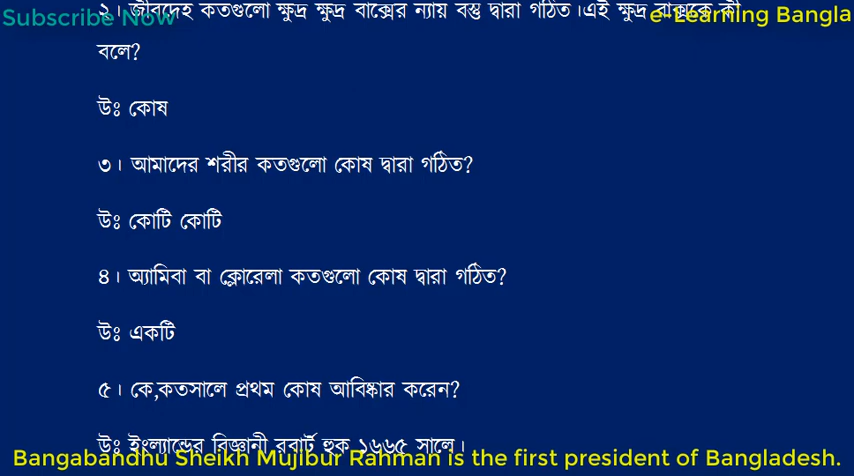 Subscribe Now
e-Learning Bangla
২। জীবদেহ কতগুলো ক্ষুদ্র ক্ষুদ্র বাক্সের ন্যায় বস্তু দ্বারা গঠিত।এই ক্ষুদ্র বাক্সকে কী
বলে?
উঃ কোষ
৩। আমাদের শরীর কতগুলো কোষ দ্বারা গঠিত?
উঃ কোটি কোটি
৪। অ্যামিবা বা ক্লোরেলা কতগুলো কোষ দ্বারা গঠিত?
উঃ একটি
৫। কে,কতসালে প্রথম কোষ আবিষ্কার করেন?
উঃ ইংল্যান্ডের বিজ্ঞানী রবার্ট হুক ১৬৬৫ সালে।
Bangabandhu Sheikh Mujibur Rahman is the first president of Bangladesh.